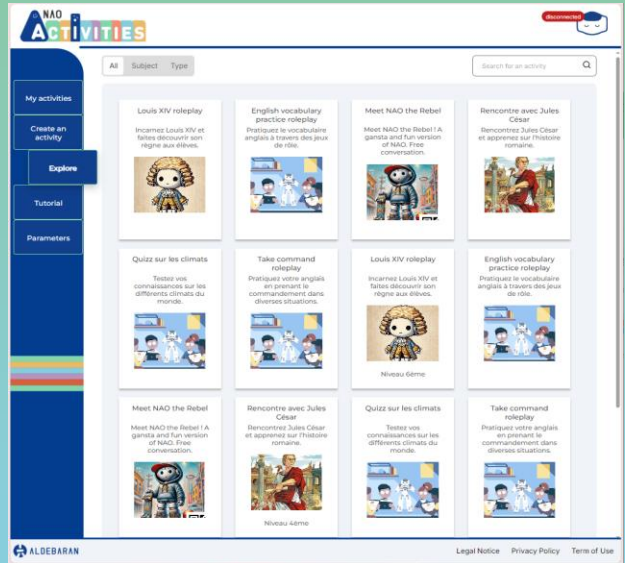 NAO
ACTIVITIES
disconnected
All Subject Type
Search for an activity
My activities
Create an
activity
Explore
Tutorial
Parameters
Louis XIV roleplay
Incarnez Louis XIV et
faites découvrir son
règne aux élèves.
English vocabulary
practice roleplay
Pratiquez le vocabulaire
anglais à travers des jeux
de rôle.
Meet NAO the Rebel
Meet NAO the Rebel ! A
gansta and fun version
of NAO. Free
conversation.
Rencontre avec Jules
César
Rencontrez Jules César
et apprenez sur l'histoire
romaine.
Quizz sur les climats
Testez vos
connaissances sur les
différents climats du
monde.
Take command
roleplay
Pratiquez votre anglais
en prenant le
commandement dans
diverses situations.
Louis XIV roleplay
Incarnez Louis XIV et
faites découvrir son
règne aux élèves.
Niveau 6ème
English vocabulary
practice roleplay
Pratiquez le vocabulaire
anglais à travers des jeux
de rôle.
Meet NAO the Rebel
Meet NAO the Rebel ! A
gansta and fun version
of NAO. Free
conversation.
Rencontre avec Jules
César
Rencontrez Jules César
et apprenez sur l'histoire
romaine.
Niveau 4ème
Quizz sur les climats
Testez vos
connaissances sur les
différents climats du
monde.
Take command
roleplay
Pratiquez votre anglais
en prenant le
commandement dans
diverses situations.
ALDEBARAN
Legal Notice Privacy Policy Term of Use